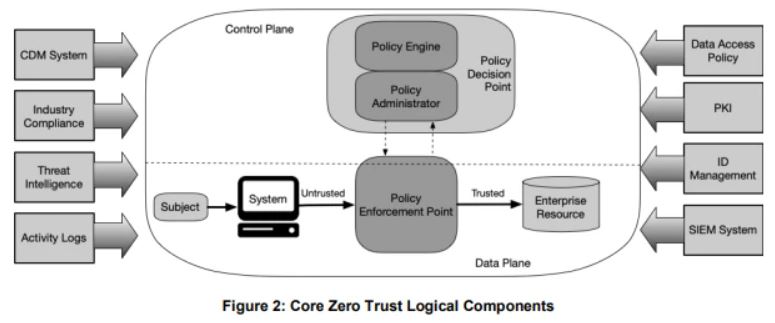 Control Plane
CDM System
Industry
Compliance
Threat
Intelligence
Activity Logs
Policy Engine
Policy
Administrator
Policy
Decision
Point
Data Access
Policy
PKI
ID
Management
SIEM System
Subject
System
Untrusted
Policy
Enforcement Point
Trusted
Enterprise
Resource
Data Plane
Figure 2: Core Zero Trust Logical Components